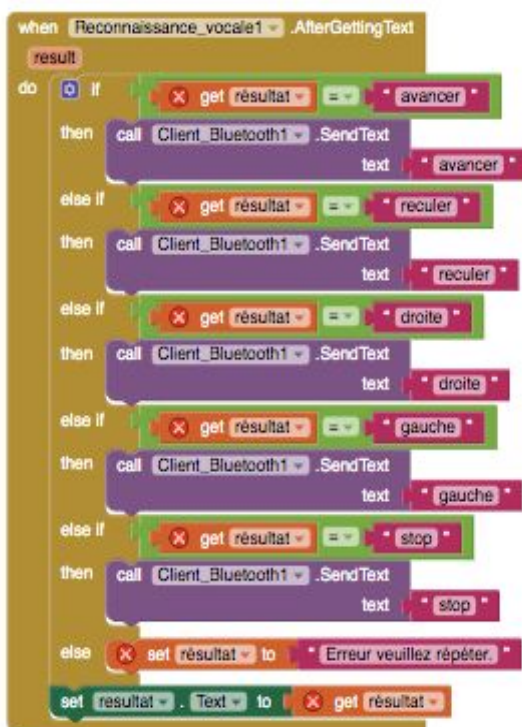 when Reconnaissance_vocale1 .AfterGettingText
result
do if get résultat = " avancer "
then call Client_Bluetooth1 .SendText
text " avancer "
else if get résultat = " reculer "
then call Client_Bluetooth1 .SendText
text " reculer "
else if get résultat = " droite "
then call Client_Bluetooth1 .SendText
text " droite "
else if get résultat = " gauche "
then call Client_Bluetooth1 .SendText
text " gauche "
else if get résultat = " stop "
then call Client_Bluetooth1 .SendText
text " stop "
else set résultat to " Erreur veuillez répéter. "
set resultat . Text to get résultat